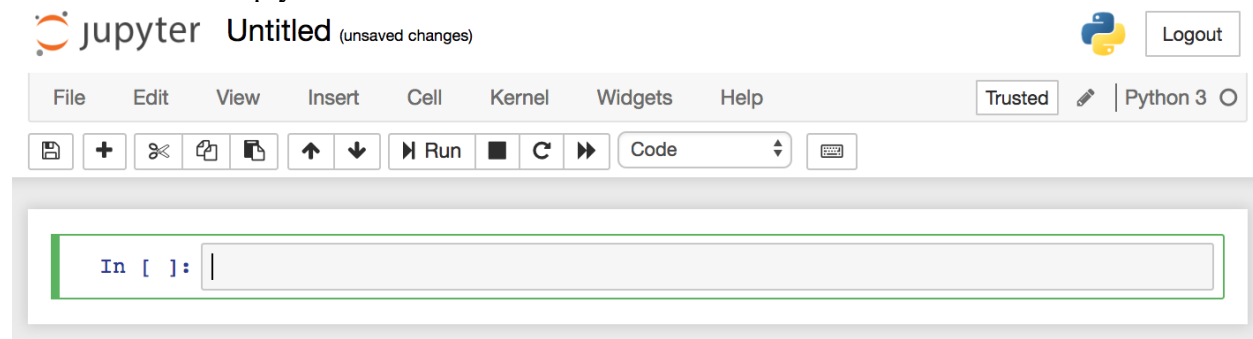 jupyter Untitled (unsaved changes) Logout
File Edit View Insert Cell Kernel Widgets Help Trusted Python 3
Run Code
In [ ]: